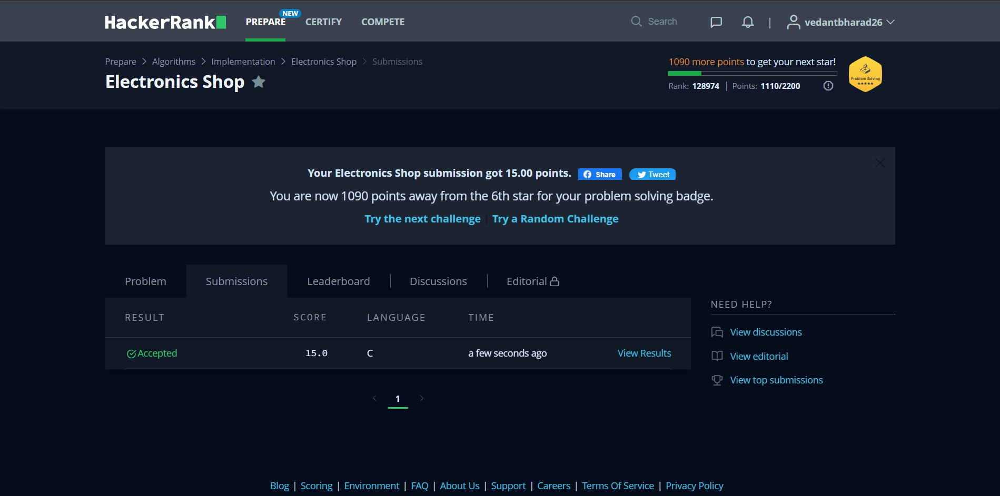 HackerRank PREPARE NEW CERTIFY COMPETE Search | vedantbharad26
Prepare > Algorithms > Implementation > Electronics Shop > Submissions
Electronics Shop
1090 more points to get your next star!
Rank: 128974 | Points: 1110/2200
Problem Solving
Your Electronics Shop submission got 15.00 points. Share Tweet
You are now 1090 points away from the 6th star for your problem solving badge.
Try the next challenge | Try a Random Challenge
Problem Submissions Leaderboard | Discussions | Editorial
RESULT SCORE LANGUAGE TIME
Accepted 15.0 C a few seconds ago View Results
1
NEED HELP?
View discussions
View editorial
View top submissions
Blog | Scoring | Environment | FAQ | About Us | Support | Careers | Terms Of Service | Privacy Policy